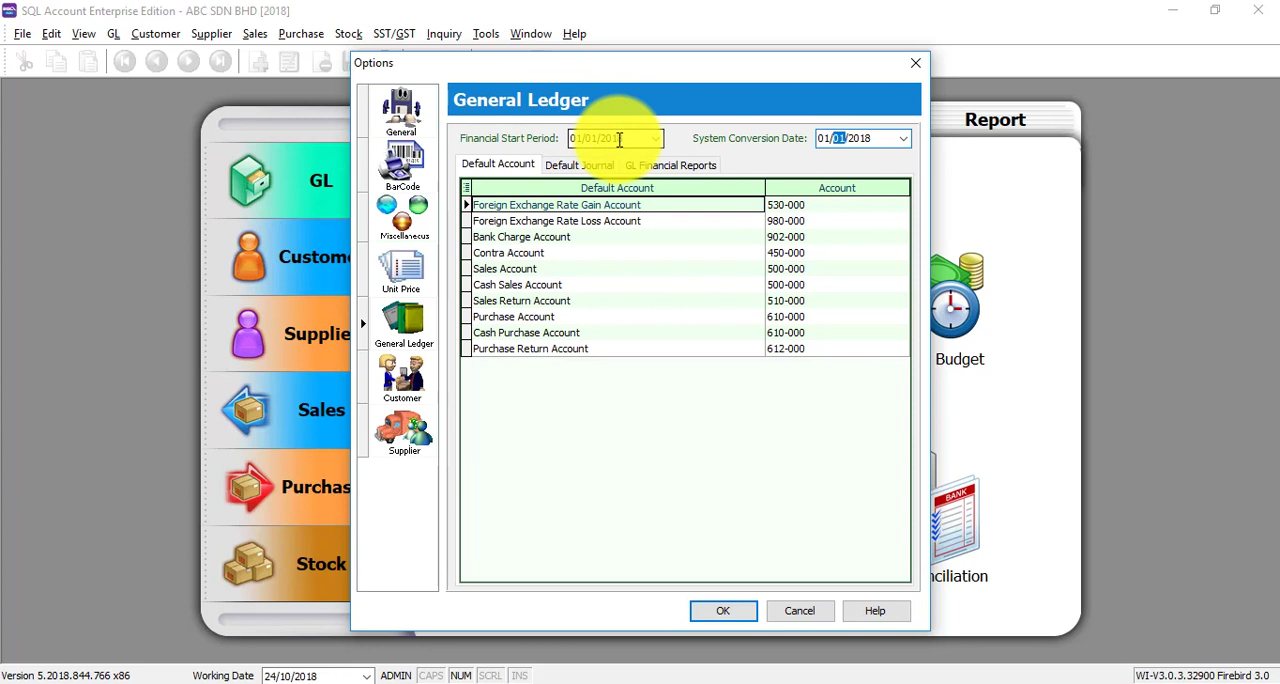 SQL Account Enterprise Edition - ABC SDN BHD [2018]
File Edit View GL Customer Supplier Sales Purchase Stock SST/GST Inquiry Tools Window Help
Options
General Ledger
Financial Start Period: 01/01/201
System Conversion Date: 01/01/2018
Default Account Default Journal GL Financial Reports
Default Account Account
Foreign Exchange Rate Gain Account 530-000
Foreign Exchange Rate Loss Account 980-000
Bank Charge Account 902-000
Contra Account 450-000
Sales Account 500-000
Cash Sales Account 500-000
Sales Return Account 510-000
Purchase Account 610-000
Cash Purchase Account 610-000
Purchase Return Account 612-000
General
BarCode
Miscellaneous
Unit Price
General Ledger
Customer
Supplier
OK Cancel Help
GL
Custome
Supplie
Sales
Purchas
Stock
Report
Budget
BANK
nciliation
Version 5.2018.844.766 x86 Working Date 24/10/2018 ADMIN CAPS NUM SCRL INS WI-V3.0.3.32900 Firebird 3.0